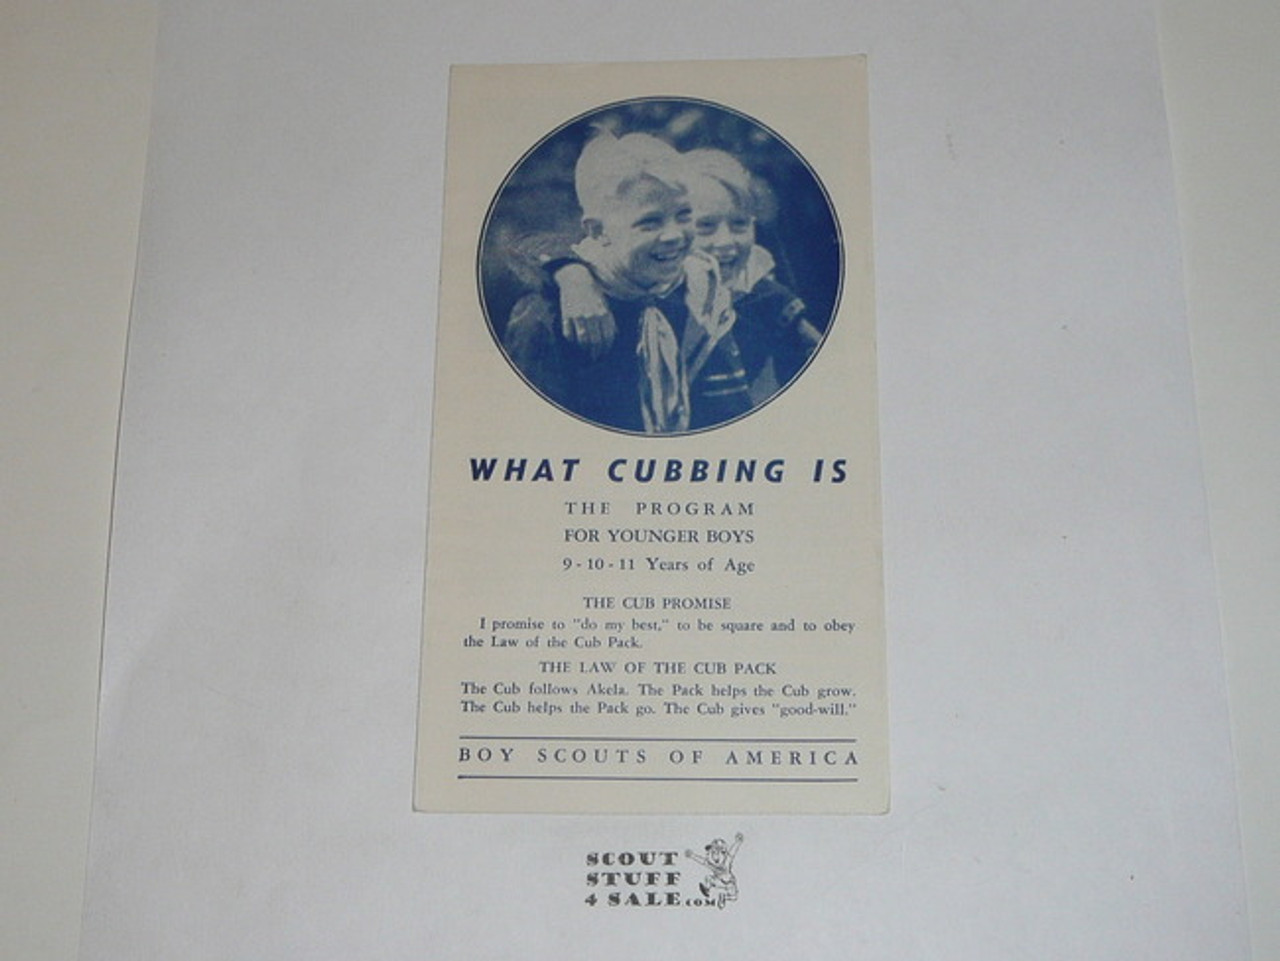 WHAT CUBBING IS
THE PROGRAM
FOR YOUNGER BOYS
9-10-11 Years of Age
THE CUB PROMISE
I promise to "do my best," to be square and to obey
the Law of the Cub Pack.
THE LAW OF THE CUB PACK
The Cub follows Akela. The Pack helps the Cub grow.
The Cub helps the Pack go. The Cub gives "good-will."
BOY SCOUTS OF AMERICA
SCOUT
STUFF
4 SALE.COM